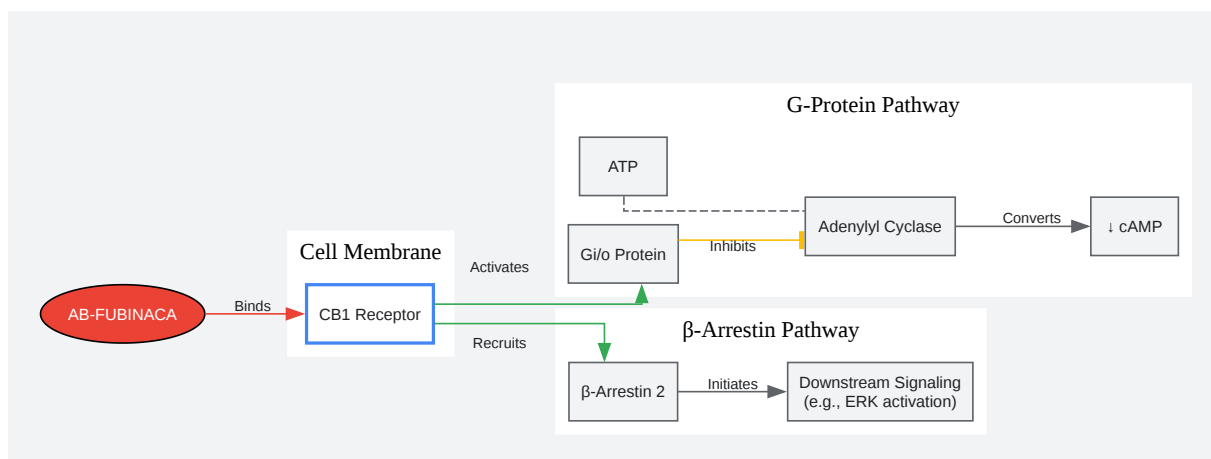 G-Protein Pathway
ATP
Adenylyl Cyclase
Converts
↓ cAMP
Gi/o Protein
Inhibits
Cell Membrane
Activates
AB-FUBINACA
Binds
CB1 Receptor
Recruits
β-Arrestin Pathway
β-Arrestin 2
Initiates
Downstream Signaling
(e.g., ERK activation)